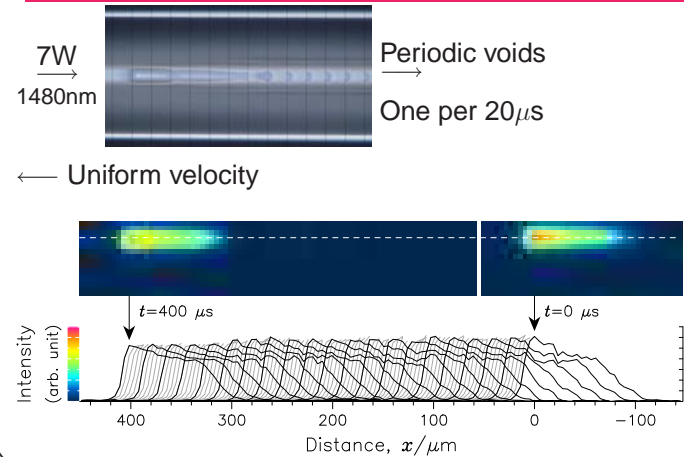 7W
1480nm
Periodic voids
One per 20μs
Uniform velocity
t=400 μs
t=0 μs
Intensity
(arb. unit)
400 300 200 100 0 −100
Distance, x/μm